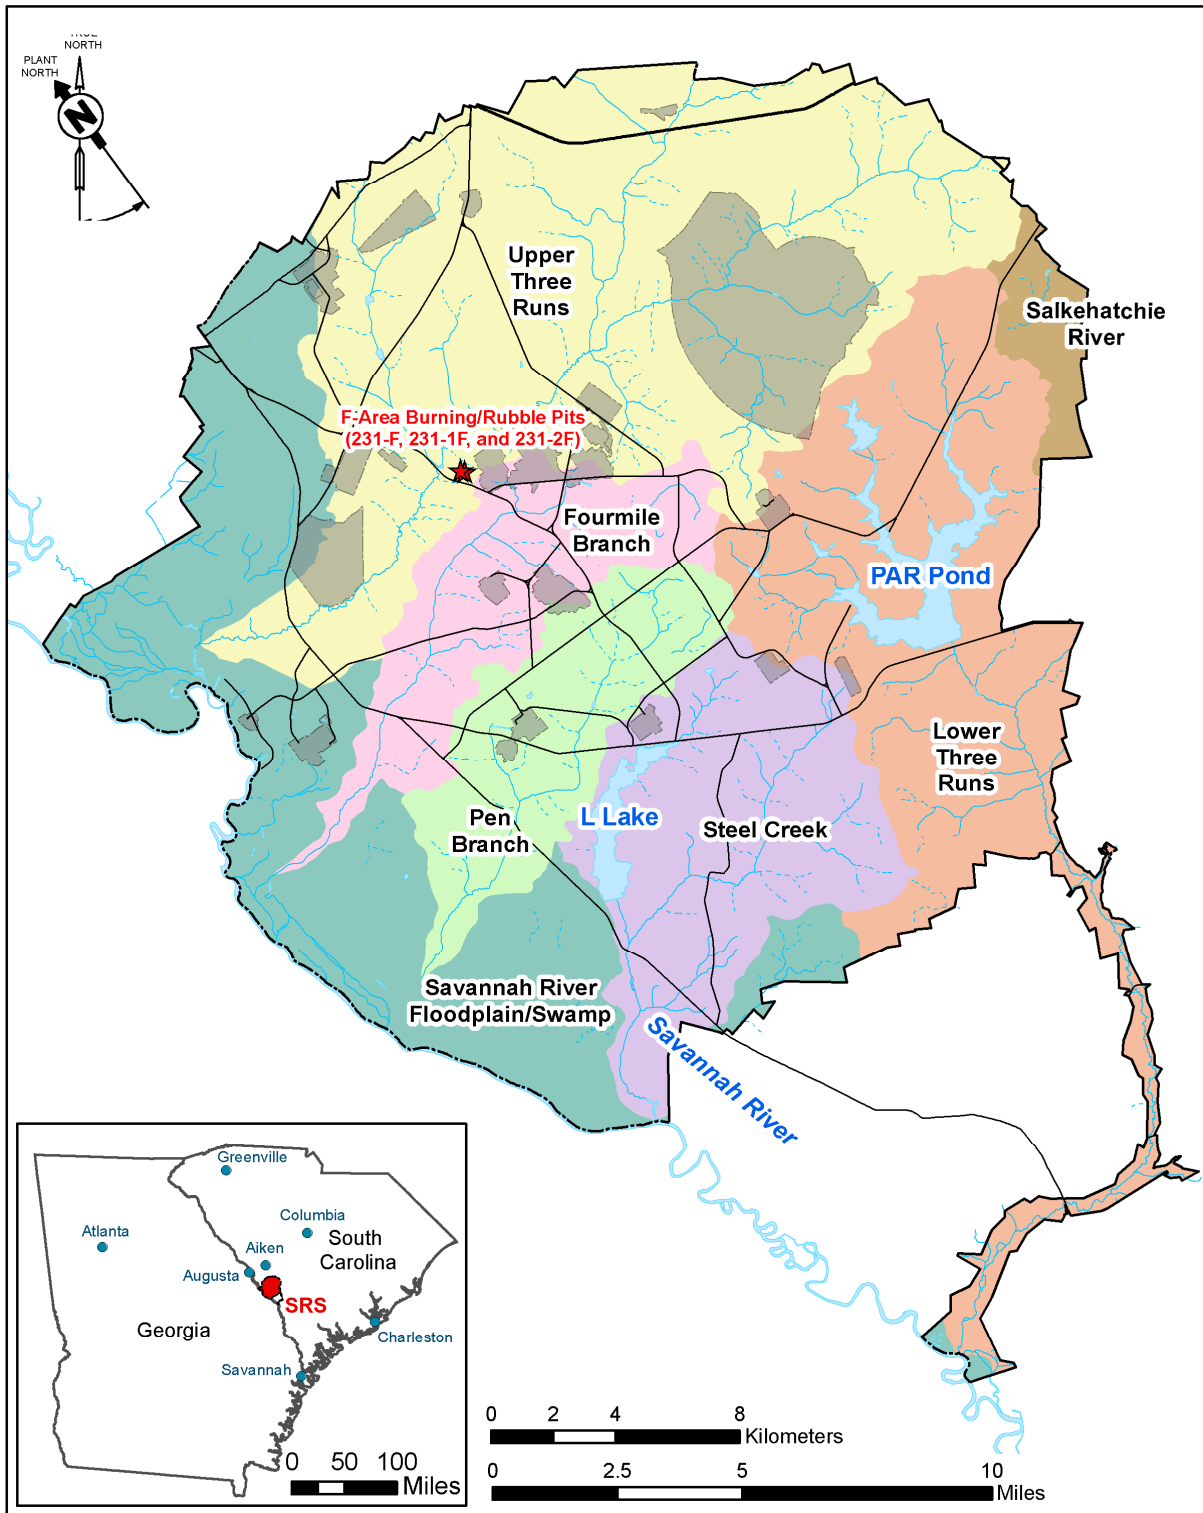 TRUE
NORTH
PLANT
NORTH
N
Upper
Three
Runs
Salkehatchie
River
F-Area Burning/Rubble Pits
(231-F, 231-1F, and 231-2F)
Fourmile
Branch
PAR Pond
Lower
Three
Runs
L Lake
Pen
Branch
Steel Creek
Savannah River
Floodplain/Swamp
Savannah River
Greenville
Atlanta
Columbia
South
Carolina
Aiken
Augusta
SRS
Georgia
Charleston
Savannah
0 50 100
Miles
0 2 4 8
Kilometers
0 2.5 5 10
Miles